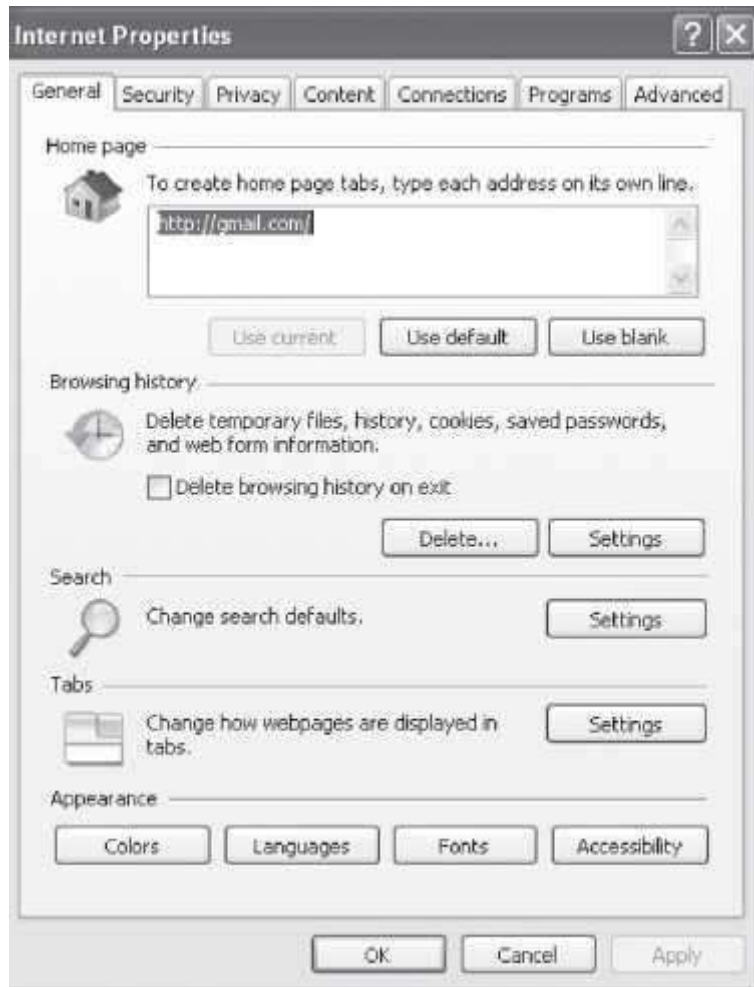 Internet Properties
General Security Privacy Content Connections Programs Advanced
Home page
To create home page tabs, type each address on its own line.
http://gmail.com/
Use current Use default Use blank
Browsing history
Delete temporary files, history, cookies, saved passwords,
and web form information.
Delete browsing history on exit
Delete... Settings
Search
Change search defaults. Settings
Tabs
Change how webpages are displayed in
tabs.
Settings
Appearance
Colors Languages Fonts Accessibility
OK Cancel Apply